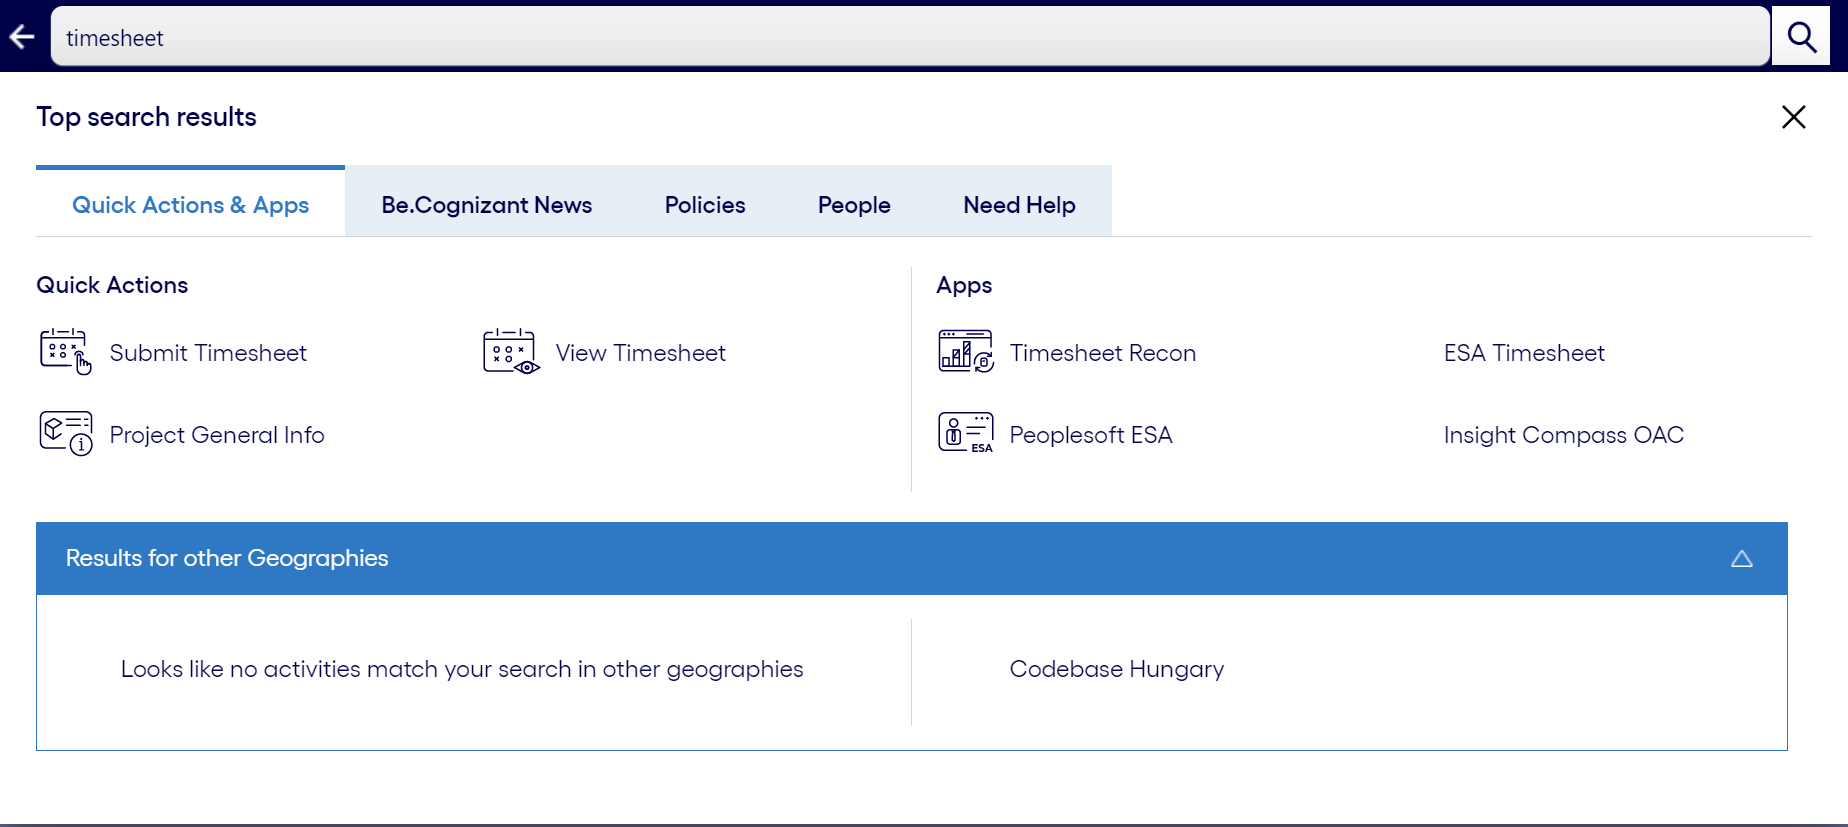 timesheet
Top search results
Quick Actions & Apps
Be.Cognizant News
Policies
People
Need Help
Quick Actions
Submit Timesheet
View Timesheet
Project General Info
Apps
Timesheet Recon
ESA Timesheet
ESA
Peoplesoft ESA
Insight Compass OAC
Results for other Geographies
Looks like no activities match your search in other geographies
Codebase Hungary